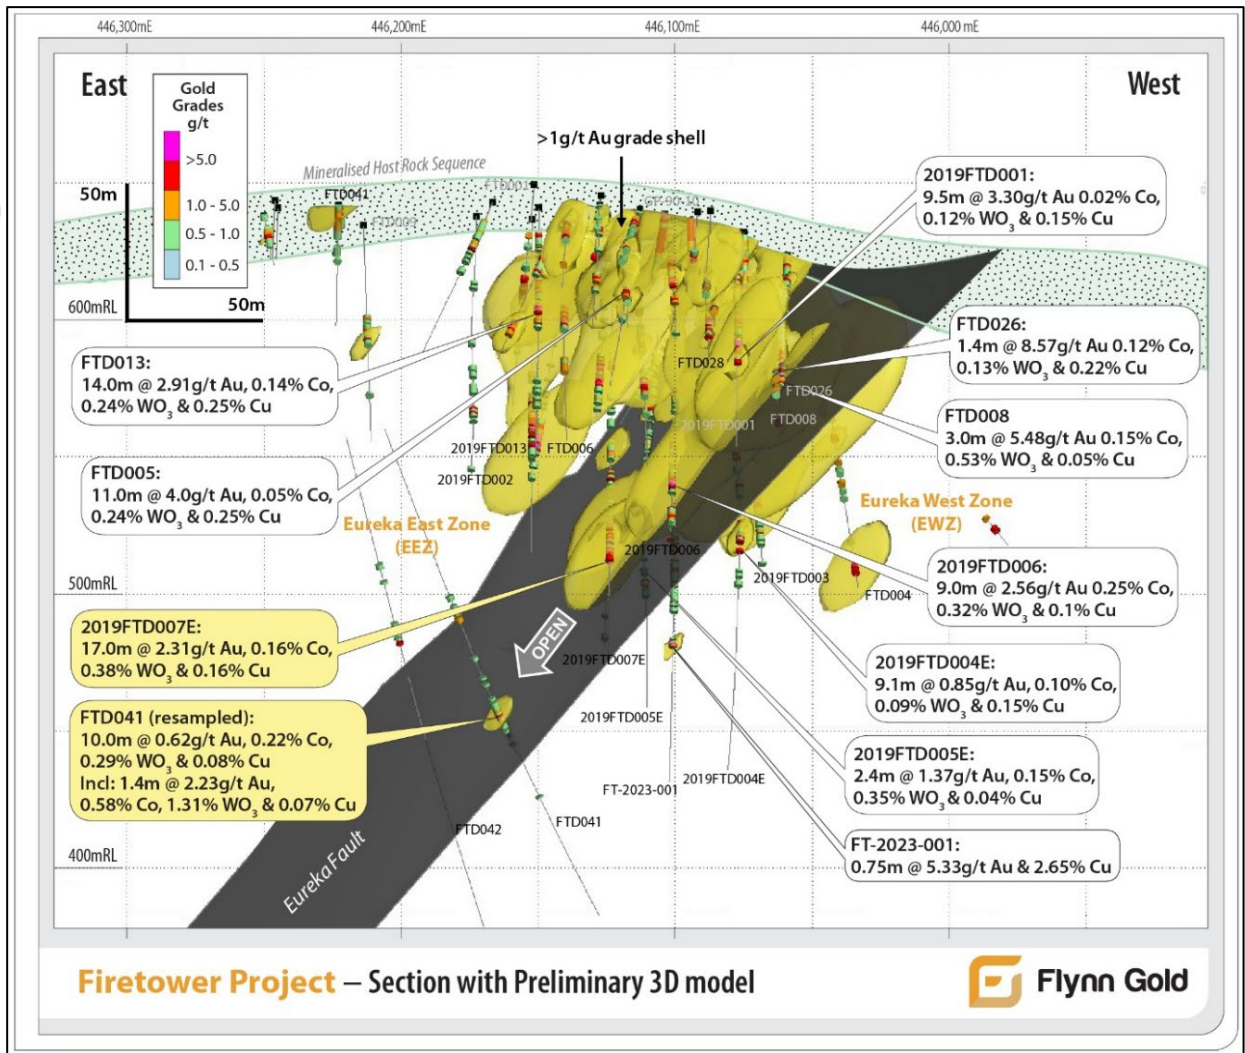 446,300mE
446,200mE
446,100mE
446,000 mE
East
West
Gold
Grades
g/t
>5.0
1.0 - 5.0
0.5 - 1.0
0.1 - 0.5
50m
50m
>1g/t Au grade shell
Mineralised Host Rock Sequence
FTD041
FTD009
FTD001
600mRL
500mRL
400mRL
2019FTD001:
9.5m @ 3.30g/t Au 0.02% Co,
0.12% WO₃ & 0.15% Cu
FTD026:
1.4m @ 8.57g/t Au 0.12% Co,
0.13% WO₃ & 0.22% Cu
FTD008
3.0m @ 5.48g/t Au 0.15% Co,
0.53% WO₃ & 0.05% Cu
FTD013:
14.0m @ 2.91g/t Au, 0.14% Co,
0.24% WO₃ & 0.25% Cu
FTD005:
11.0m @ 4.0g/t Au, 0.05% Co,
0.24% WO₃ & 0.25% Cu
FTD028
FTD026
FTD008
2019FTD001
2019FTD013
FTD006
2019FTD002
Eureka East Zone
(EEZ)
Eureka West Zone
(EWZ)
2019FTD006
2019FTD003
FTD004
2019FTD006:
9.0m @ 2.56g/t Au 0.25% Co,
0.32% WO₃ & 0.1% Cu
2019FTD007E:
17.0m @ 2.31g/t Au, 0.16% Co,
0.38% WO₃ & 0.16% Cu
OPEN
2019FTD007E
2019FTD004E:
9.1m @ 0.85g/t Au, 0.10% Co,
0.09% WO₃ & 0.15% Cu
FTD041 (resampled):
10.0m @ 0.62g/t Au, 0.22% Co,
0.29% WO₃ & 0.08% Cu
Incl: 1.4m @ 2.23g/t Au,
0.58% Co, 1.31% WO₃ & 0.07% Cu
2019FTD005E
2019FTD004E
FT-2023-001
2019FTD005E:
2.4m @ 1.37g/t Au, 0.15% Co,
0.35% WO₃ & 0.04% Cu
FTD042
FTD041
FT-2023-001:
0.75m @ 5.33g/t Au & 2.65% Cu
Eureka Fault
Firetower Project – Section with Preliminary 3D model
Flynn Gold